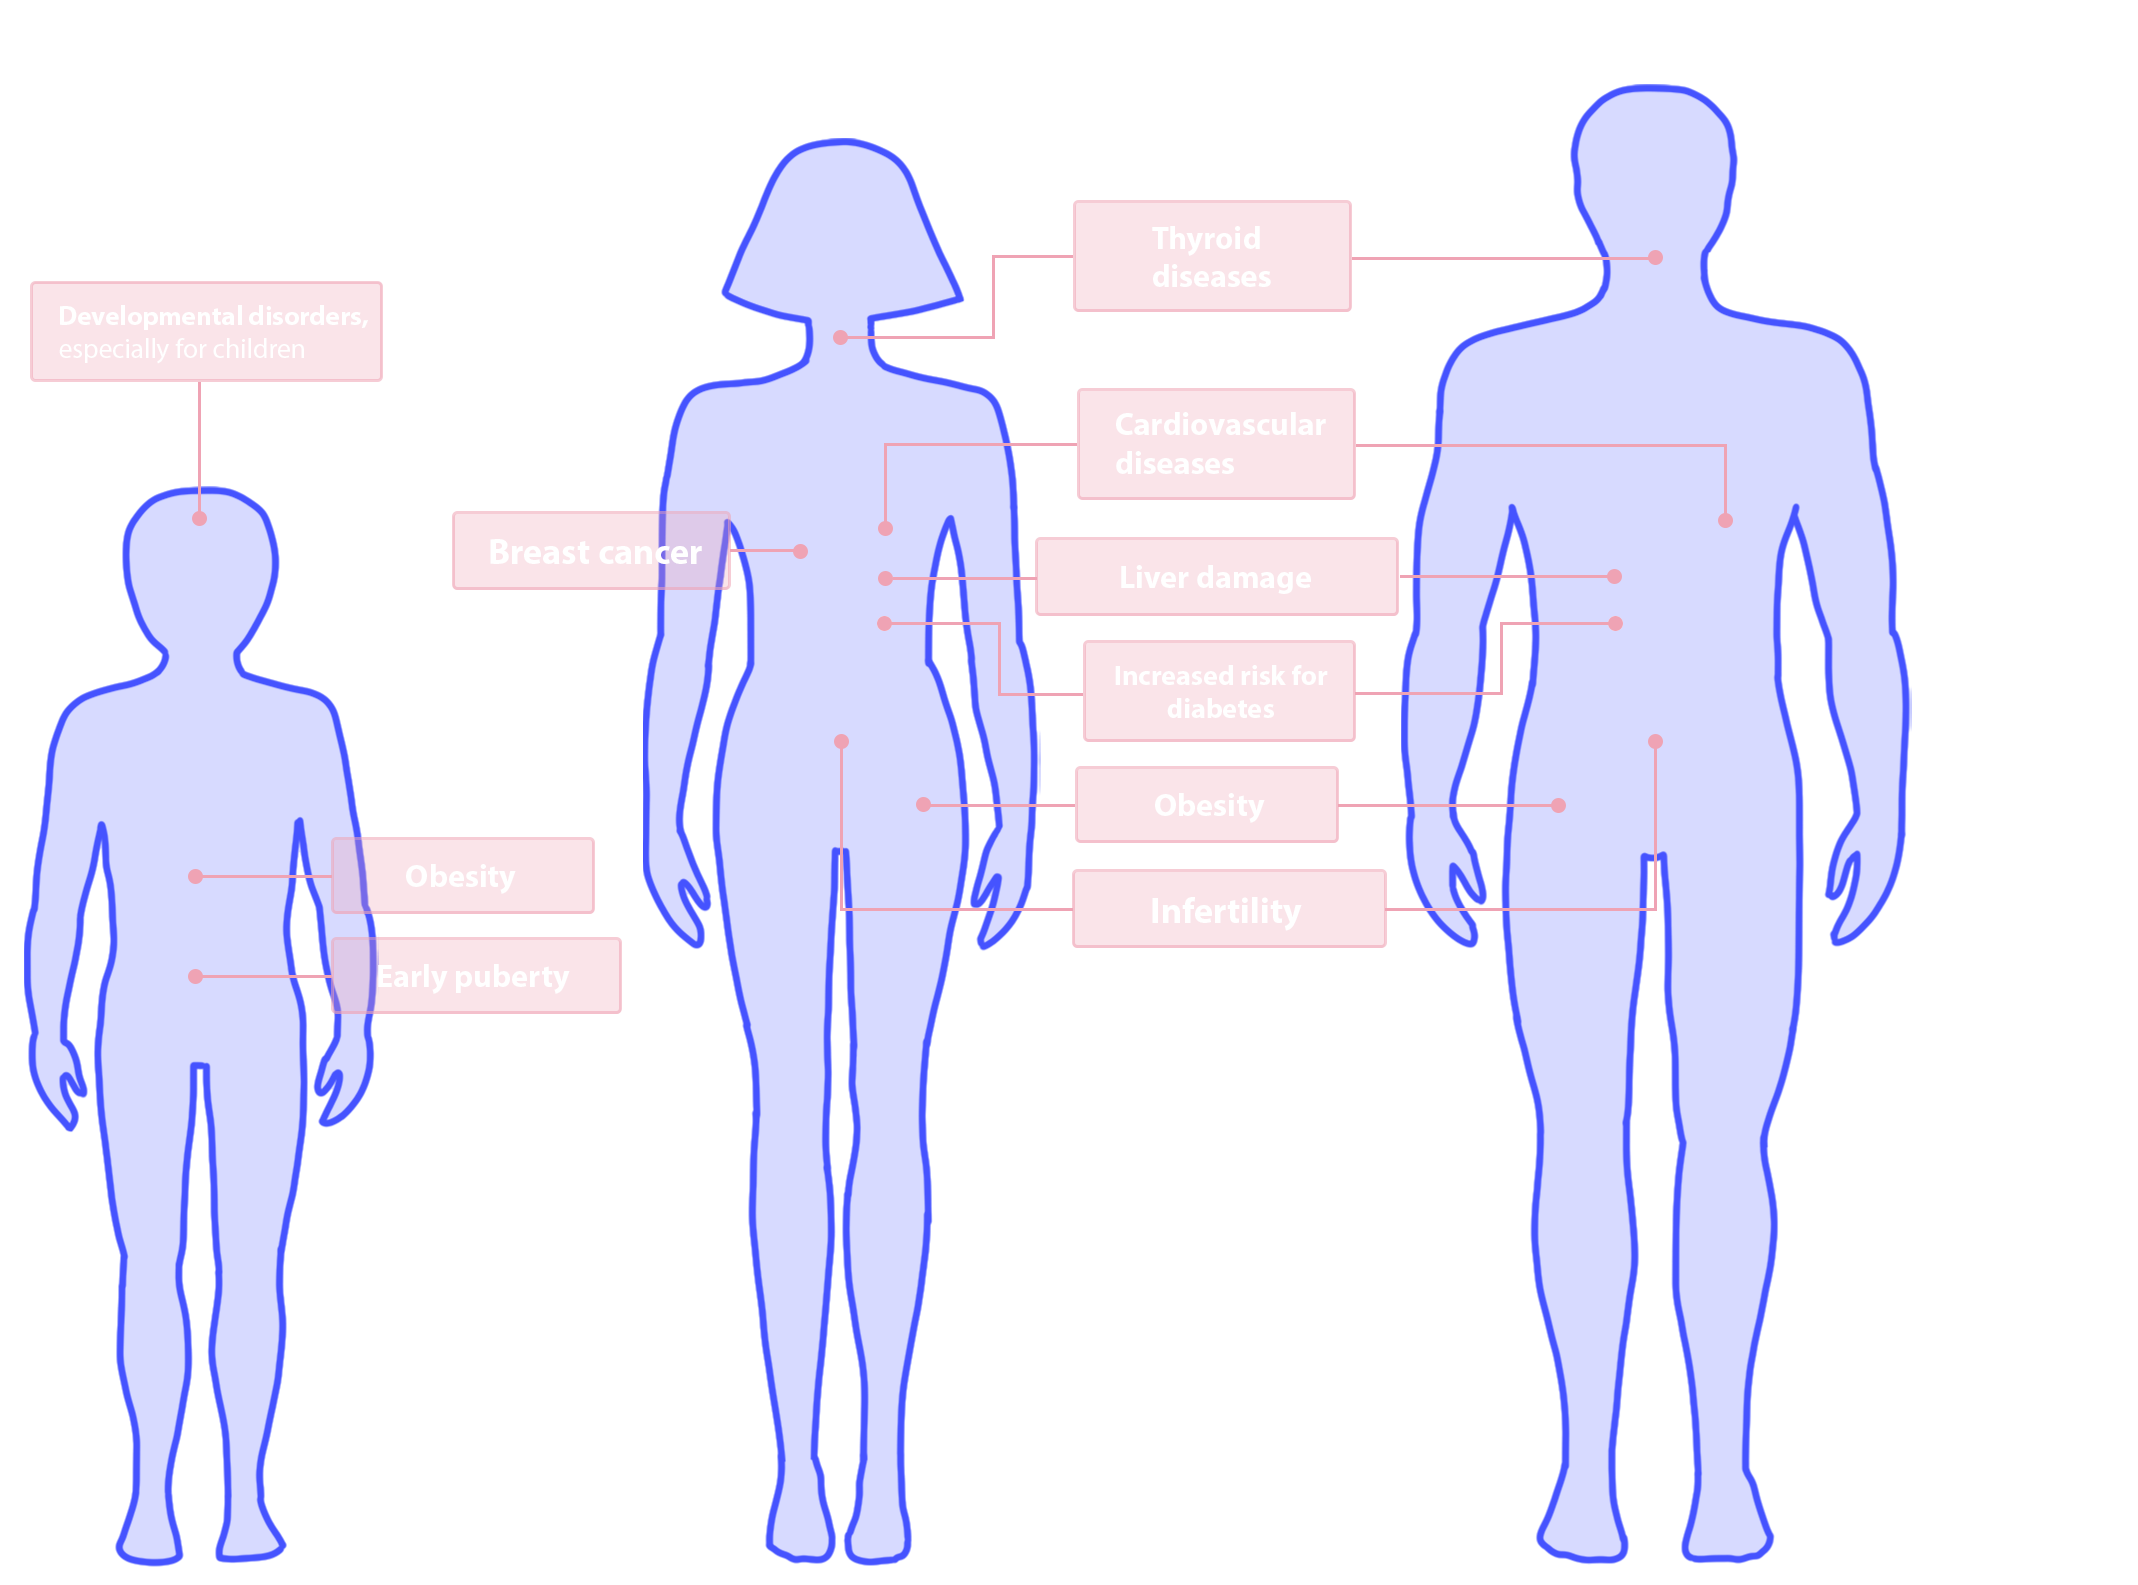 Thyroid
diseases
Developmental disorders,
especially for children
Cardiovascular
diseases
Breast cancer
Liver damage
Increased risk for
diabetes
Obesity
Obesity
Infertility
Early puberty